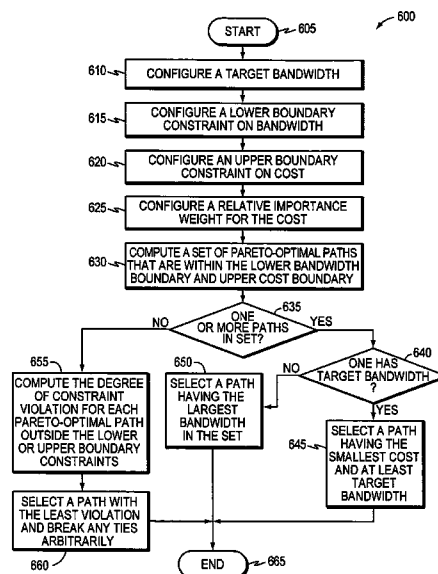 600
START
605
610
CONFIGURE A TARGET BANDWIDTH
615
CONFIGURE A LOWER BOUNDARY
CONSTRAINT ON BANDWIDTH
620
CONFIGURE AN UPPER BOUNDARY
CONSTRAINT ON COST
625
CONFIGURE A RELATIVE IMPORTANCE
WEIGHT FOR THE COST
630
COMPUTE A SET OF PARETO-OPTIMAL PATHS
THAT ARE WITHIN THE LOWER BANDWIDTH
BOUNDARY AND UPPER COST BOUNDARY
635
ONE
OR MORE PATHS
IN SET?
NO
YES
655
COMPUTE THE DEGREE
OF CONSTRAINT
VIOLATION FOR EACH
PARETO-OPTIMAL PATH
OUTSIDE THE LOWER
OR UPPER BOUNDARY
CONSTRAINTS
650
SELECT A PATH
HAVING THE
LARGEST
BANDWIDTH
IN THE SET
640
ONE HAS
TARGET BANDWIDTH
?
NO
YES
645
SELECT A PATH
HAVING THE
SMALLEST COST
AND AT LEAST
TARGET
BANDWIDTH
SELECT A PATH WITH
THE LEAST VIOLATION
AND BREAK ANY TIES
ARBITRARILY
660
END
665